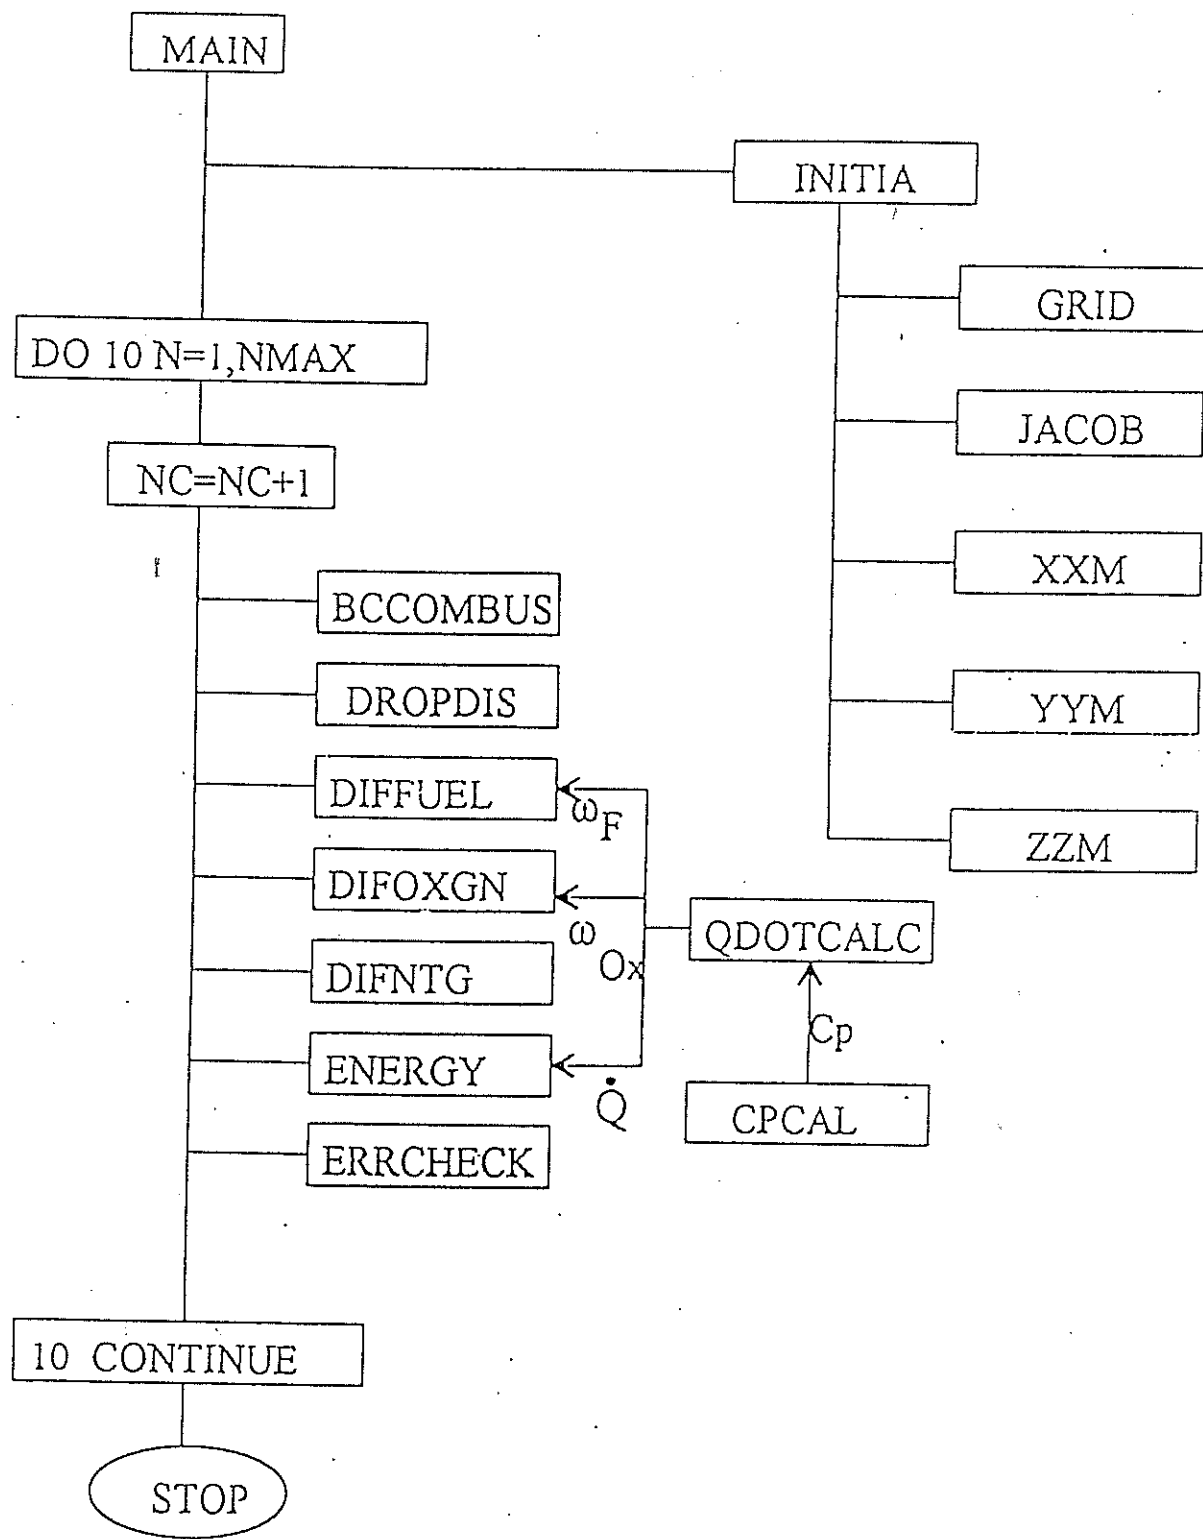 MAIN
INITIA
GRID
DO 10 N=1,NMAX
JACOB
NC=NC+1
XXM
BCCOMBUS
DROPDIS
YYM
DIFFUEL
ωF
ZZM
DIFOXGN
ωOx
QDOTCALC
DIFNTG
Cp
ENERGY
Q̇
CPCAL
ERRCHECK
10 CONTINUE
STOP